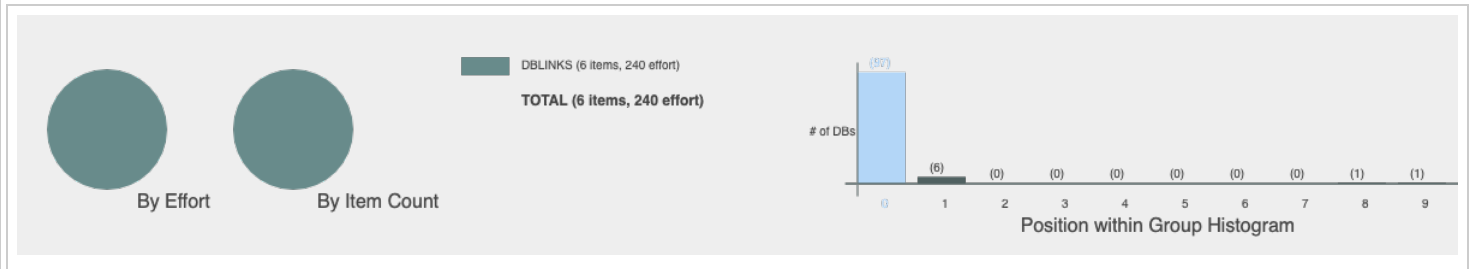 DBLINKS (6 items, 240 effort)
TOTAL (6 items, 240 effort)
By Effort
By Item Count
(97)
# of DBs
(6) (0) (0) (0) (0) (0) (0) (1) (1)
0 1 2 3 4 5 6 7 8 9
Position within Group Histogram